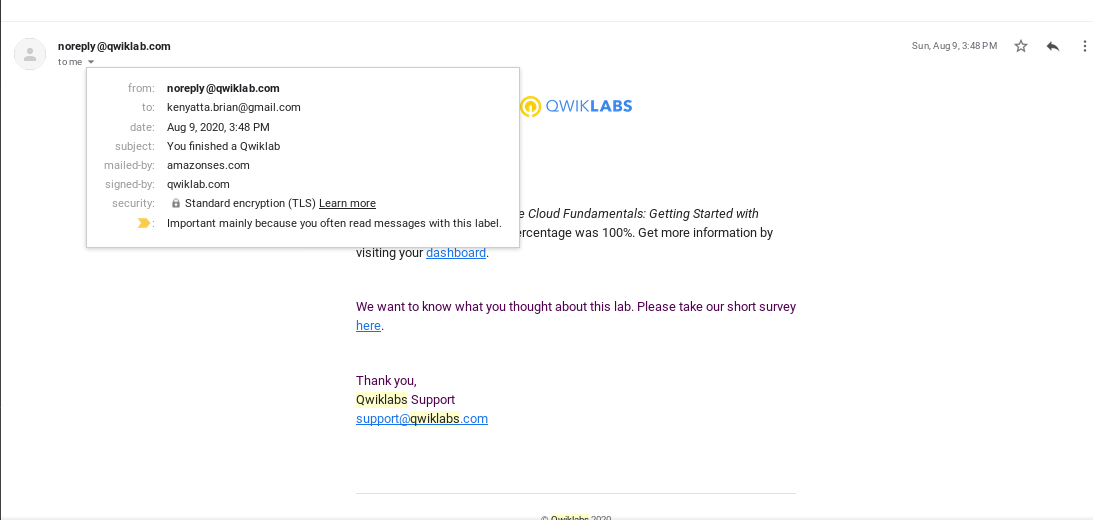 noreply@qwiklab.com
Sun, Aug 9, 3:48 PM
to me
from: noreply@qwiklab.com
to: kenyatta.brian@gmail.com
date: Aug 9, 2020, 3:48 PM
subject: You finished a Qwiklab
mailed-by: amazonses.com
signed-by: qwiklab.com
security: Standard encryption (TLS) Learn more
: Important mainly because you often read messages with this label.
QWIKLABS
e Cloud Fundamentals: Getting Started with
ercentage was 100%. Get more information by
visiting your dashboard.
We want to know what you thought about this lab. Please take our short survey
here.
Thank you,
Qwiklabs Support
support@qwiklabs.com
© Qwiklabs 2020